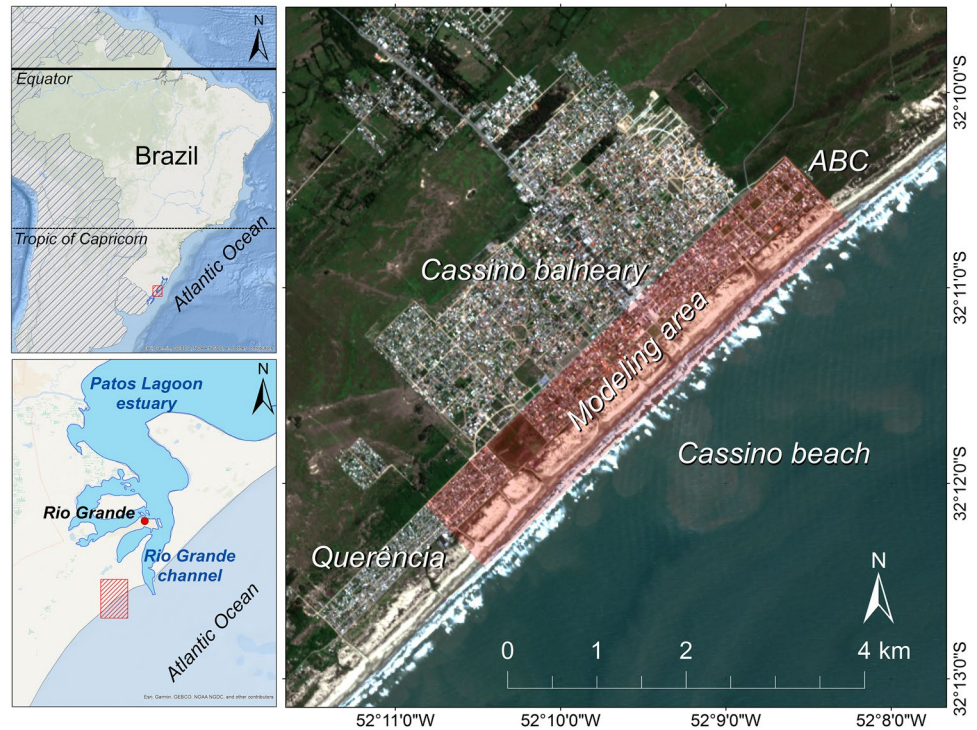 N
Equator
Brazil
Tropic of Capricorn
Atlantic Ocean
N
Patos Lagoon
estuary
Rio Grande
Rio Grande
channel
Atlantic Ocean
Esri, Garmin, GEBCO, NOAA NGDC, and other contributors
ABC
Cassino balneary
Modeling area
Cassino beach
Querência
N
0 1 2 4 km
32°10'0"S
32°11'0"S
32°12'0"S
32°13'0"S
52°11'0"W 52°10'0"W 52°9'0"W 52°8'0"W